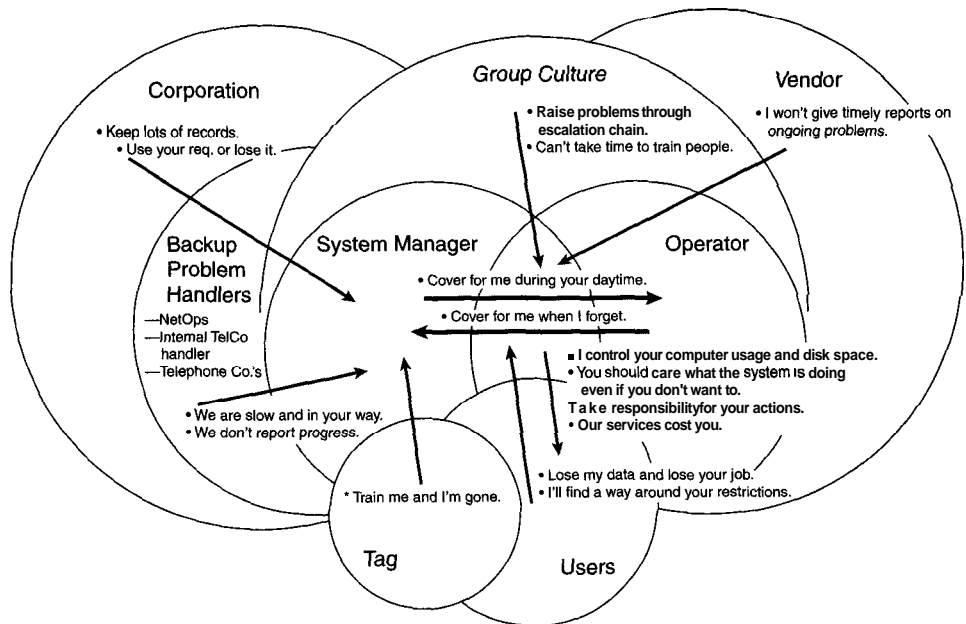 Group Culture
Corporation
Vendor
• Keep lots of records.
• Use your req. or lose it.
• Raise problems through
escalation chain.
• Can't take time to train people.
• I won't give timely reports on
ongoing problems.
Backup
Problem
Handlers
—NetOps
—Internal TelCo
handler
—Telephone Co.'s
System Manager
Operator
• Cover for me during your daytime.
• Cover for me when I forget.
■ I control your computer usage and disk space.
• You should care what the system is doing
even if you don't want to.
Take responsibilityfor your actions.
• Our services cost you.
• We are slow and in your way.
• We don't report progress.
• Lose my data and lose your job.
• I'll find a way around your restrictions.
* Train me and I'm gone.
Tag
Users